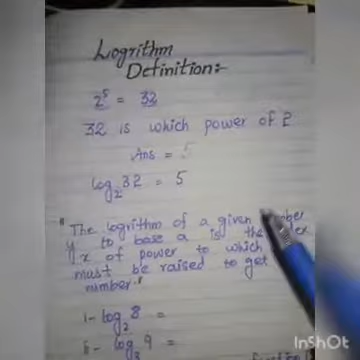 Logrithm
Definition:-
2⁵ = 32
32 is which power of 2
Ans = 5
log₂ 32 = 5
"The logrithm of a given number
y to base a is the
x of power to which
must be raised to get
number."
1- log₂ 8 =
log₃ 9 =
InShOt